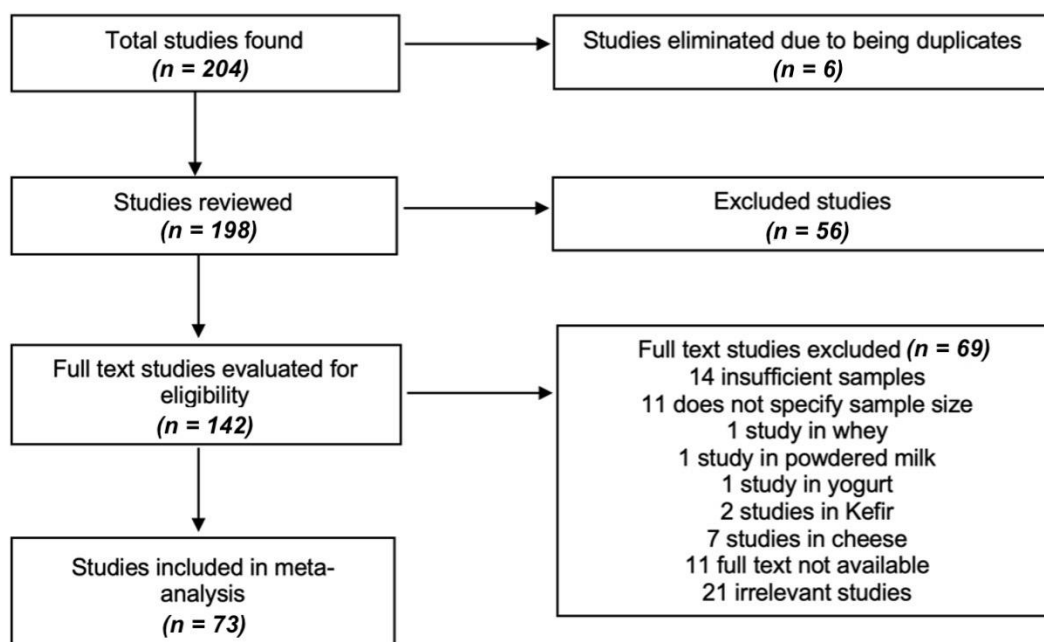 Total studies found
(n = 204)
Studies eliminated due to being duplicates
(n = 6)
Studies reviewed
(n = 198)
Excluded studies
(n = 56)
Full text studies evaluated for
eligibility
(n = 142)
Full text studies excluded (n = 69)
14 insufficient samples
11 does not specify sample size
1 study in whey
1 study in powdered milk
1 study in yogurt
2 studies in Kefir
7 studies in cheese
11 full text not available
21 irrelevant studies
Studies included in meta-
analysis
(n = 73)